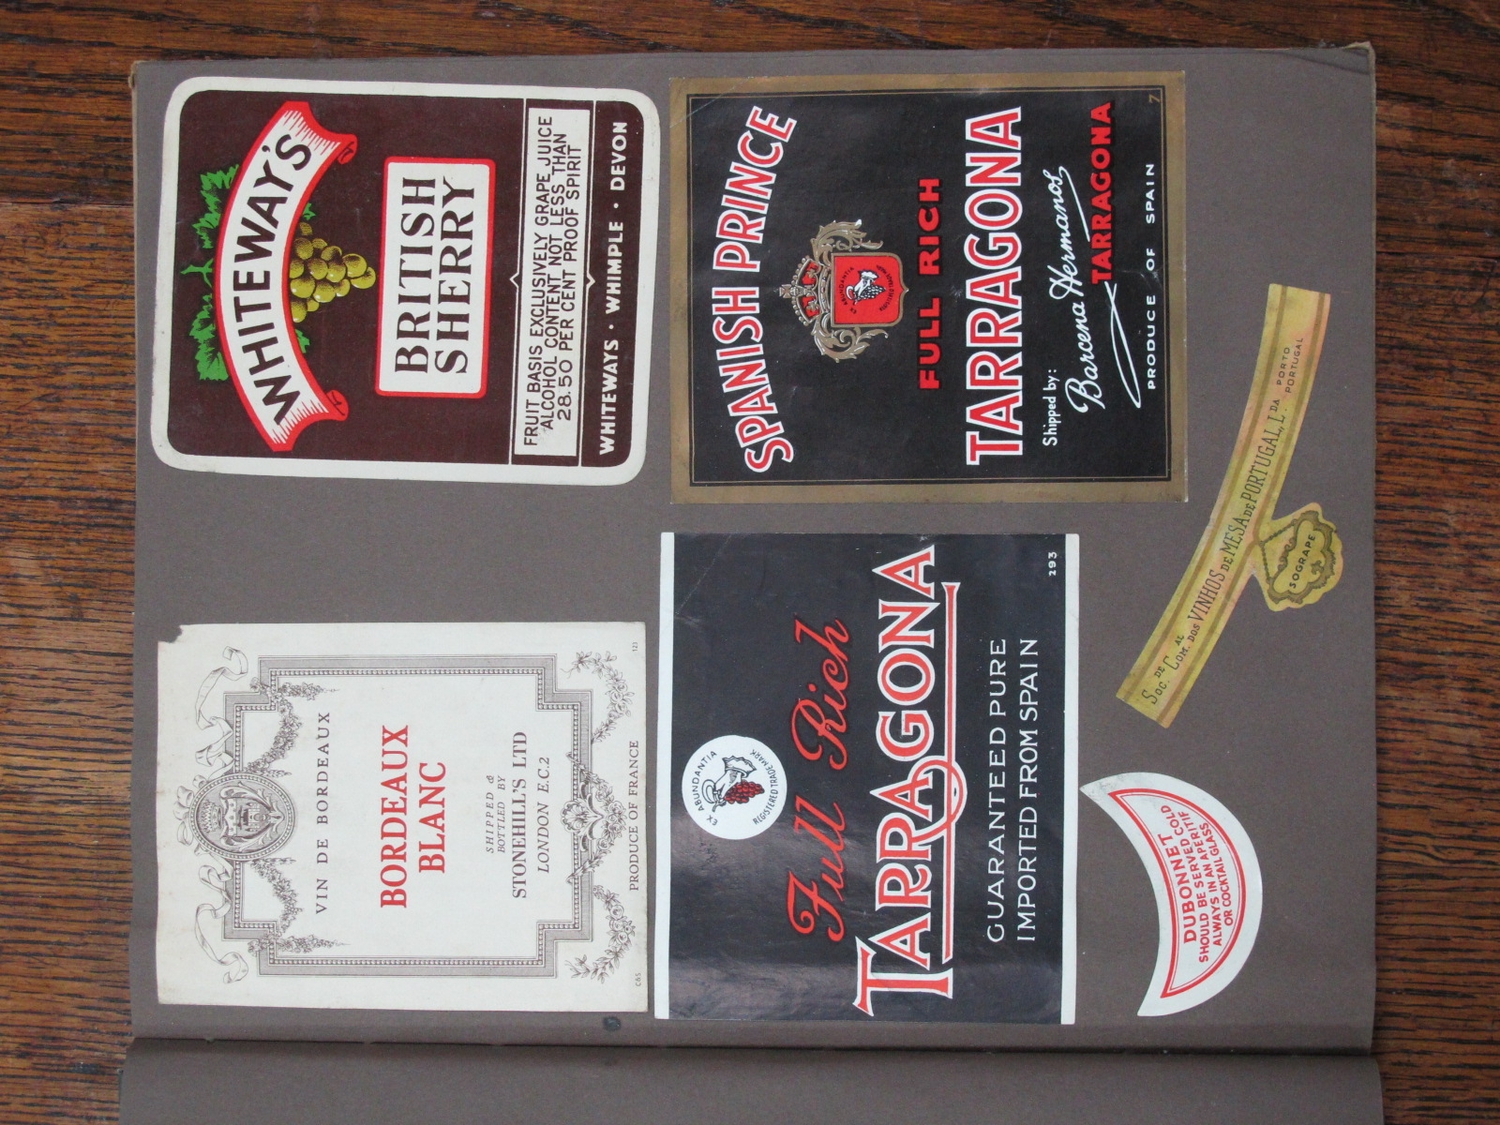 WHITEWAY'S
BRITISH
SHERRY
FRUIT BASIS EXCLUSIVELY GRAPE JUICE
ALCOHOL CONTENT NOT LESS THAN
28.50 PER CENT PROOF SPIRIT
WHITEWAYS · WHIMPLE · DEVON
VIN DE BORDEAUX
BORDEAUX
BLANC
SHIPPED &
BOTTLED BY
STONEHILL'S LTD
LONDON E.C.2
PRODUCE OF FRANCE
C&S
121
SPANISH PRINCE
FULL RICH
TARRAGONA
Shipped by:
Barcena Hermanos
TARRAGONA
PRODUCE OF SPAIN
7
EX ABUNDANTIA
REGISTERED TRADE MARK
Full Rich
TARRAGONA
GUARANTEED PURE
IMPORTED FROM SPAIN
293
SOC. DE COM.AL DOS VINHOS DE MESA DE PORTUGAL, LDA
PORTO
PORTUGAL
SOGRAPE
DUBONNET
SHOULD BE SERVED COLD
ALWAYS IN AN APERITIF
OR COCKTAIL GLASS